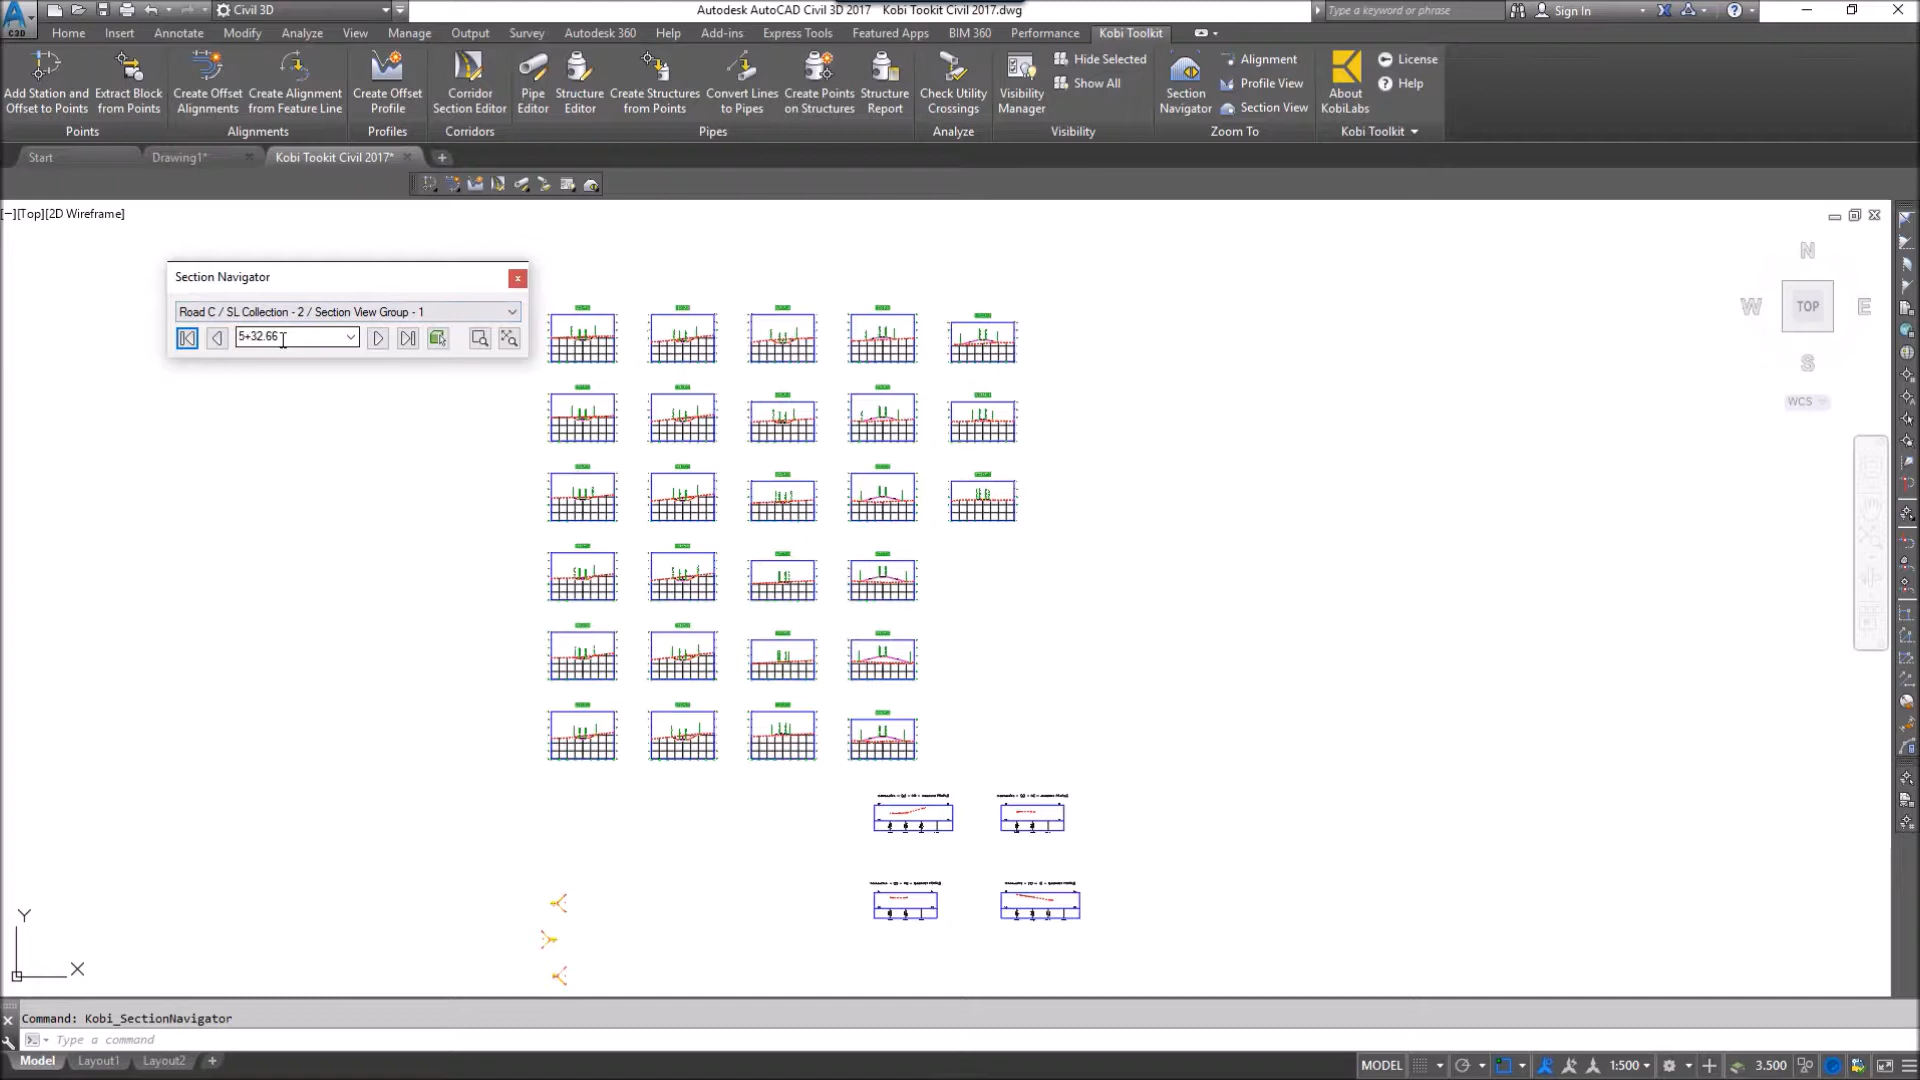 Civil 3D
Autodesk AutoCAD Civil 3D 2017 Kobi Tookit Civil 2017.dwg
Type a keyword or phrase
Sign In
C3D
Home Insert Annotate Modify Analyze View Manage Output Survey Autodesk 360 Help Add-ins Express Tools Featured Apps BIM 360 Performance Kobi Toolkit
Add Station and Offset to Points
Extract Block from Points
Points
Create Offset Alignments
Create Alignment from Feature Line
Alignments
Create Offset Profile
Profiles
Corridor Section Editor
Corridors
Pipe Editor
Structure Editor
Create Structures from Points
Convert Lines to Pipes
Create Points on Structures
Structure Report
Pipes
Check Utility Crossings
Analyze
Visibility Manager
Hide Selected
Show All
Visibility
Section Navigator
Alignment
Profile View
Section View
Zoom To
About KobiLabs
License
Help
Kobi Toolkit
Start Drawing1* Kobi Tookit Civil 2017*
[−][Top][2D Wireframe]
Section Navigator
Road C / SL Collection - 2 / Section View Group - 1
5+32.66
N
W TOP E
S
WCS
Y
X
Command: Kobi_SectionNavigator
Type a command
Model Layout1 Layout2
MODEL 1:500 3.500